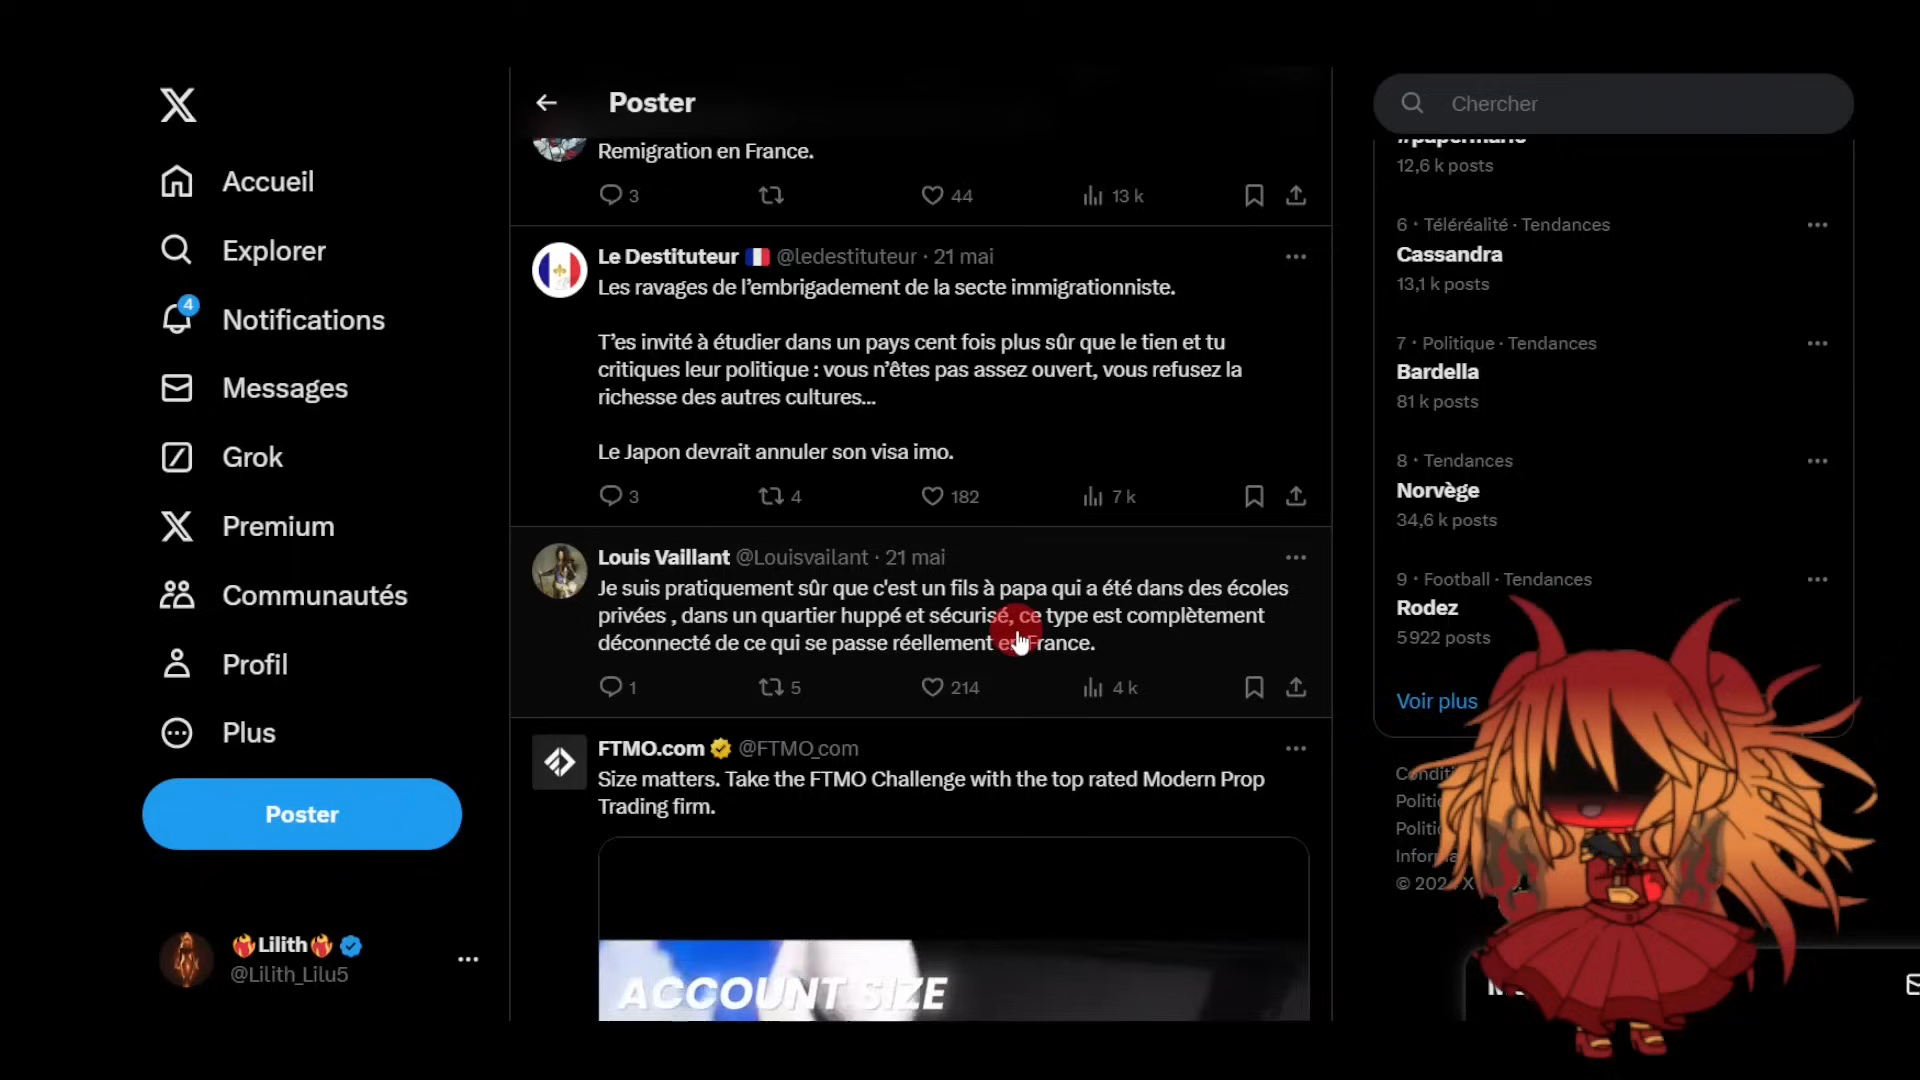 Accueil
Explorer
4
Notifications
Messages
Grok
Premium
Communautés
Profil
Plus
Poster
Lilith
@Lilith_Lilu5
Poster
Remigration en France.
3
44
13 k
Le Destituteur @ledestituteur · 21 mai
Les ravages de l’embrigadement de la secte immigrationniste.
T’es invité à étudier dans un pays cent fois plus sûr que le tien et tu
critiques leur politique : vous n’êtes pas assez ouvert, vous refusez la
richesse des autres cultures...
Le Japon devrait annuler son visa imo.
3
4
182
7 k
Louis Vaillant @Louisvailant · 21 mai
Je suis pratiquement sûr que c'est un fils à papa qui a été dans des écoles
privées , dans un quartier huppé et sécurisé, ce type est complètement
déconnecté de ce qui se passe réellement en France.
1
5
214
4 k
FTMO.com @FTMO_com
Size matters. Take the FTMO Challenge with the top rated Modern Prop
Trading firm.
ACCOUNT SIZE
Chercher
#papermario
12,6 k posts
6 · Téléréalité · Tendances
Cassandra
13,1 k posts
7 · Politique · Tendances
Bardella
81 k posts
8 · Tendances
Norvège
34,6 k posts
9 · Football · Tendances
Rodez
5 922 posts
Voir plus